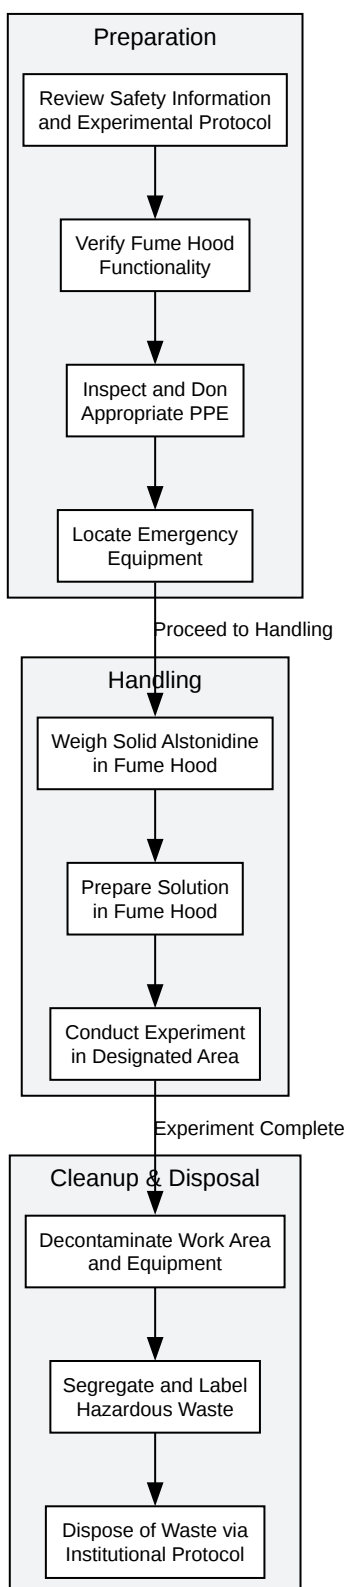 Preparation
Review Safety Information
and Experimental Protocol
Verify Fume Hood
Functionality
Inspect and Don
Appropriate PPE
Locate Emergency
Equipment
Proceed to Handling
Handling
Weigh Solid Alstonidine
in Fume Hood
Prepare Solution
in Fume Hood
Conduct Experiment
in Designated Area
Experiment Complete
Cleanup & Disposal
Decontaminate Work Area
and Equipment
Segregate and Label
Hazardous Waste
Dispose of Waste via
Institutional Protocol